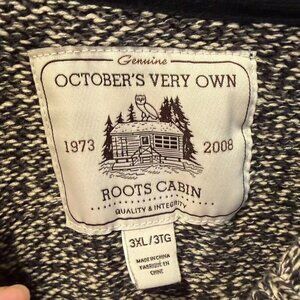 Genuine
OCTOBER'S VERY OWN
1973 2008
ROOTS CABIN
QUALITY & INTEGRITY
3XL/3TG
MADE IN CHINA
FABRIQUÉ EN
CHINE